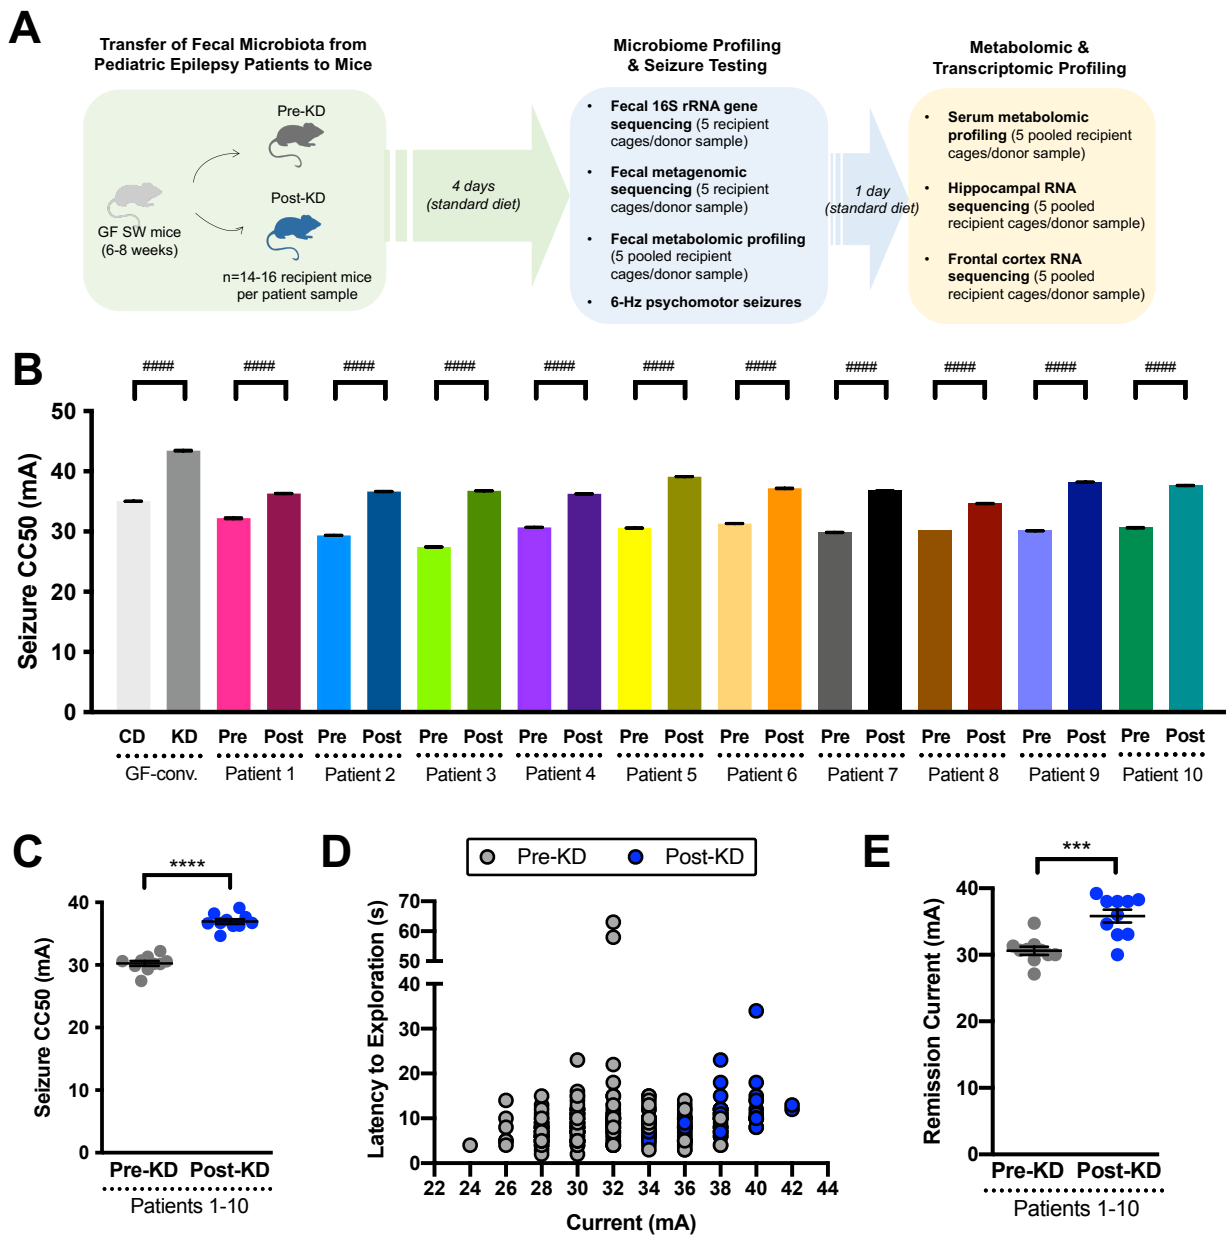 A
Transfer of Fecal Microbiota from
Pediatric Epilepsy Patients to Mice
Pre-KD
Post-KD
GF SW mice
(6-8 weeks)
n=14-16 recipient mice
per patient sample
4 days
(standard diet)
Microbiome Profiling
& Seizure Testing
• Fecal 16S rRNA gene
sequencing (5 recipient
cages/donor sample)
• Fecal metagenomic
sequencing (5 recipient
cages/donor sample)
• Fecal metabolomic profiling
(5 pooled recipient
cages/donor sample)
• 6-Hz psychomotor seizures
1 day
(standard diet)
Metabolomic &
Transcriptomic Profiling
• Serum metabolomic
profiling (5 pooled recipient
cages/donor sample)
• Hippocampal RNA
sequencing (5 pooled
recipient cages/donor sample)
• Frontal cortex RNA
sequencing (5 pooled
recipient cages/donor sample)
B
#### #### #### #### #### #### #### #### #### #### ####
Seizure CC50 (mA)
50
40
30
20
10
0
CD KD Pre Post Pre Post Pre Post Pre Post Pre Post Pre Post Pre Post Pre Post Pre Post Pre Post
GF-conv. Patient 1 Patient 2 Patient 3 Patient 4 Patient 5 Patient 6 Patient 7 Patient 8 Patient 9 Patient 10
C
****
Seizure CC50 (mA)
40
30
20
10
0
Pre-KD Post-KD
Patients 1-10
D
Pre-KD Post-KD
Latency to Exploration (s)
70
60
50
40
30
20
10
0
22 24 26 28 30 32 34 36 38 40 42 44
Current (mA)
E
***
Remission Current (mA)
40
30
20
10
0
Pre-KD Post-KD
Patients 1-10